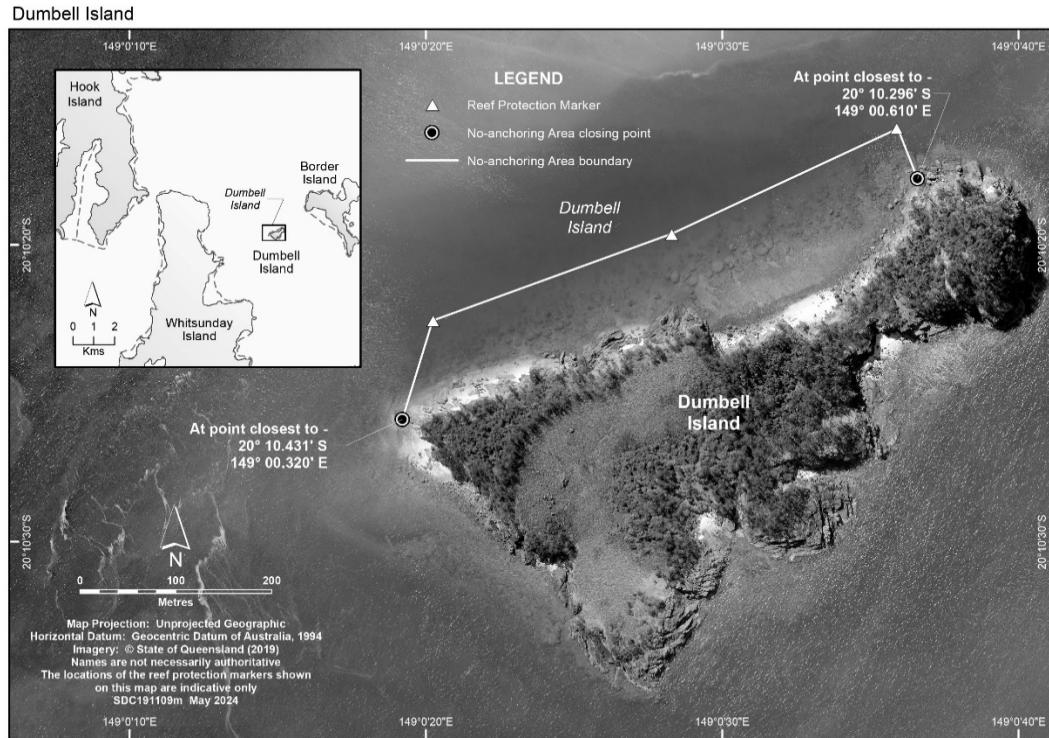 Dumbell Island
149°0'10"E
149°0'20"E
149°0'30"E
149°0'40"E
Hook
Island
Border
Island
Dumbell
Island
Dumbell
Island
Whitsunday
Island
N
0 1 2
Kms
LEGEND
Reef Protection Marker
No-anchoring Area closing point
No-anchoring Area boundary
At point closest to -
20° 10.296' S
149° 00.610' E
Dumbell
Island
20°10'20"S
20°10'20"S
Dumbell
Island
At point closest to -
20° 10.431' S
149° 00.320' E
20°10'30"S
20°10'30"S
N
0 100 200
Metres
Map Projection: Unprojected Geographic
Horizontal Datum: Geocentric Datum of Australia, 1994
Imagery: © State of Queensland (2019)
Names are not necessarily authoritative
The locations of the reef protection markers shown
on this map are indicative only
SDC191109m May 2024
149°0'10"E
149°0'20"E
149°0'30"E
149°0'40"E